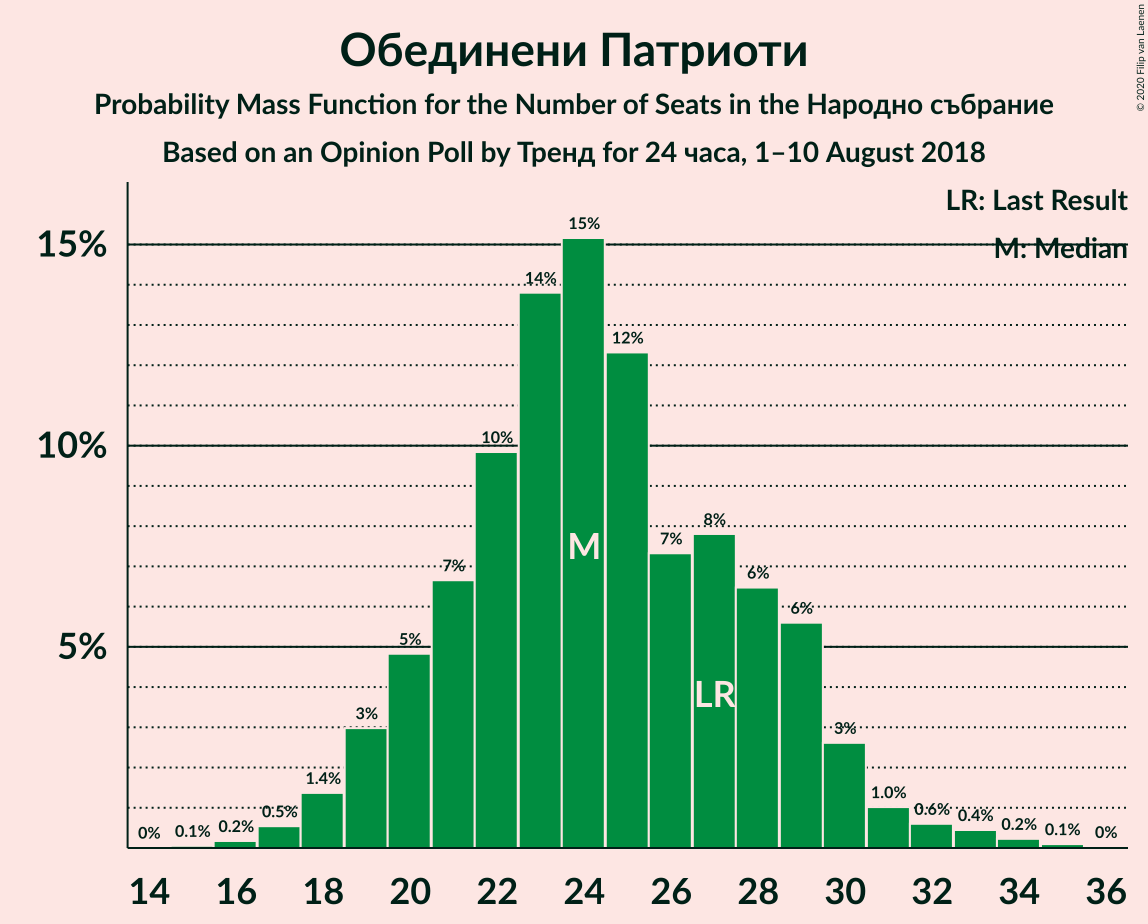 Обединени Патриоти
Probability Mass Function for the Number of Seats in the Народно събрание
Based on an Opinion Poll by Тренд for 24 часа, 1–10 August 2018
© 2020 Filip van Laenen
LR: Last Result
M: Median
15%
10%
5%
0%
0.1%
0.2%
0.5%
1.4%
3%
5%
7%
10%
14%
15%
12%
7%
8%
6%
6%
3%
1.0%
0.6%
0.4%
0.2%
0.1%
0%
M
LR
14 16 18 20 22 24 26 28 30 32 34 36